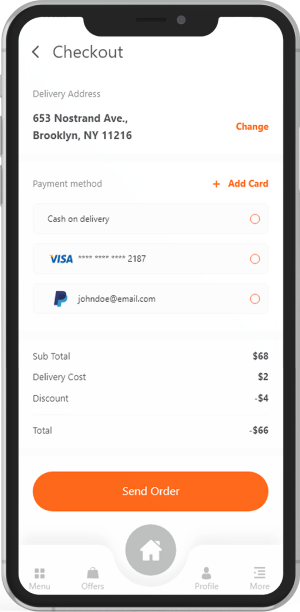 Checkout
Delivery Address
653 Nostrand Ave.,
Brooklyn, NY 11216
Change
Payment method
+ Add Card
Cash on delivery
VISA **** **** **** 2187
johndoe@email.com
Sub Total $68
Delivery Cost $2
Discount -$4
Total -$66
Send Order
Menu Offers Profile More